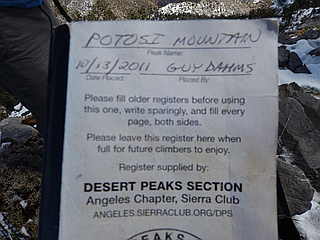 POTOSI MOUNTAIN
Peak Name:
10/13/2011 GUY DAHMS
Date Placed: Placed By:
Please fill older registers before using
this one, write sparingly, and fill every
page, both sides.
Please leave this register here when
full for future climbers to enjoy.
Register supplied by:
DESERT PEAKS SECTION
Angeles Chapter, Sierra Club
ANGELES.SIERRACLUB.ORG/DPS
PEAKS